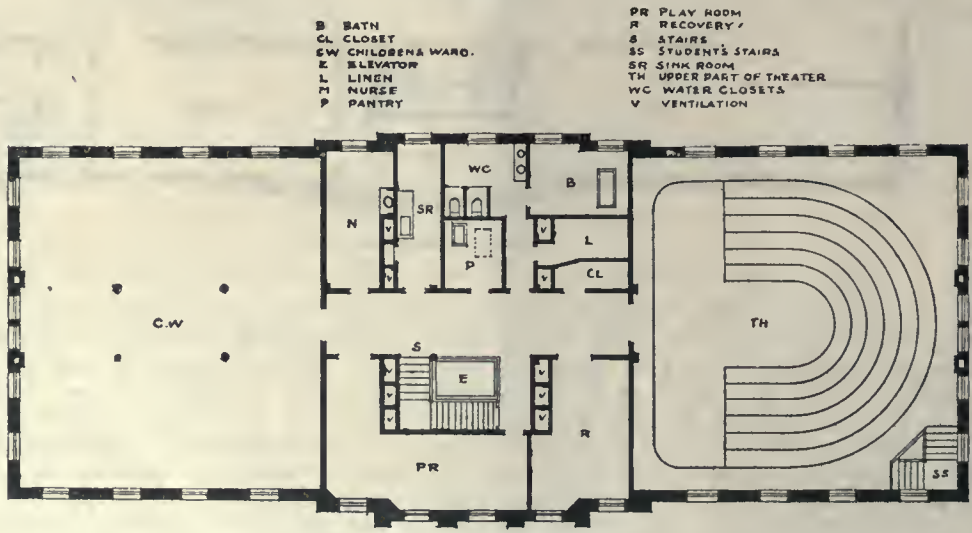 B BATH
CL CLOSET
CW CHILDRENS WARD.
E ELEVATOR
L LINEN
N NURSE
P PANTRY
PR PLAY ROOM
R RECOVERY
S STAIRS
SS STUDENT'S STAIRS
SR SINK ROOM
TH UPPER PART OF THEATER
WC WATER CLOSETS
V VENTILATION
WC
B
N
SR
V
V
L
P
V
V
CL
C.W
TH
S
E
V
V
V
V
V
V
R
PR
SS